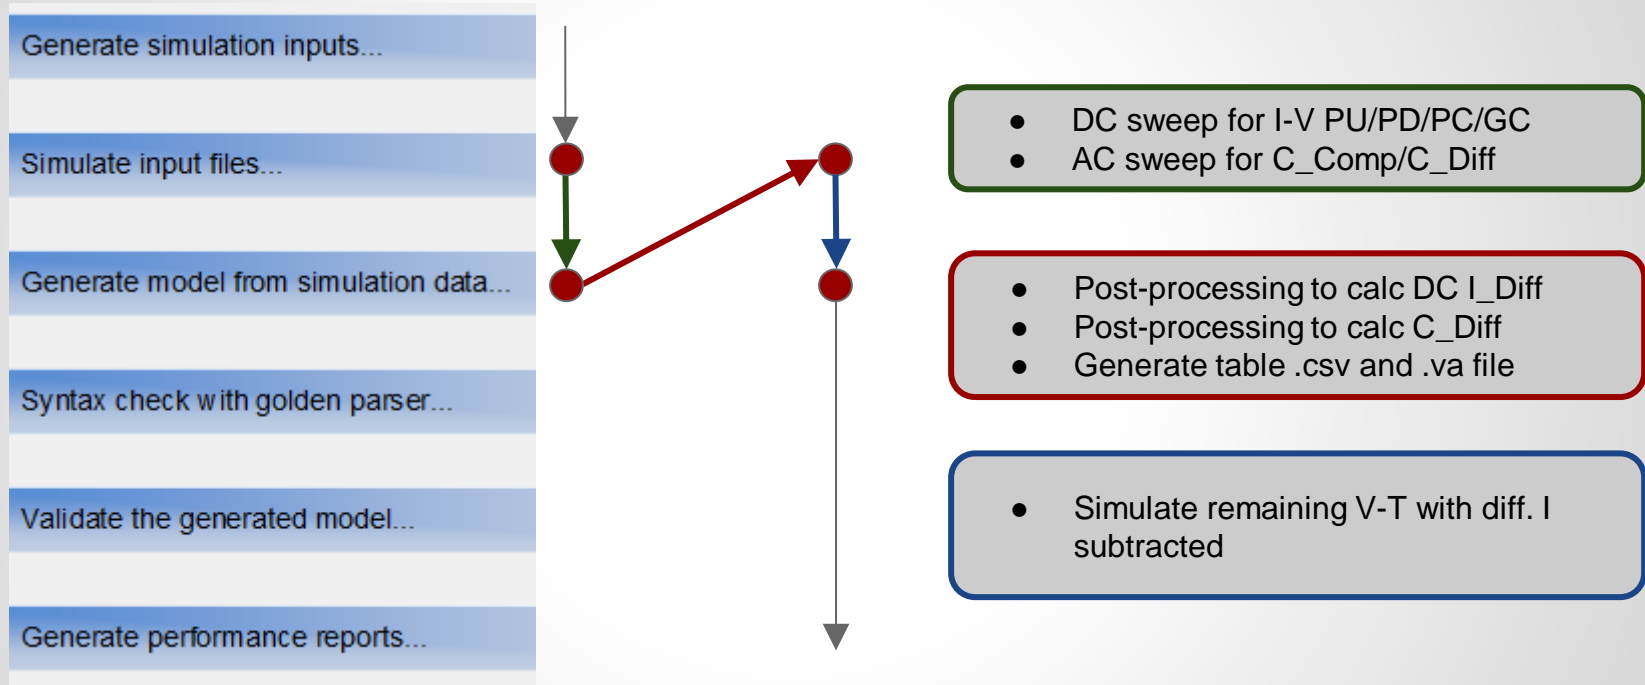 Generate simulation inputs...
Simulate input files...
Generate model from simulation data...
Syntax check with golden parser...
Validate the generated model...
Generate performance reports...
● DC sweep for I-V PU/PD/PC/GC
● AC sweep for C_Comp/C_Diff
● Post-processing to calc DC I_Diff
● Post-processing to calc C_Diff
● Generate table .csv and .va file
● Simulate remaining V-T with diff. I
subtracted